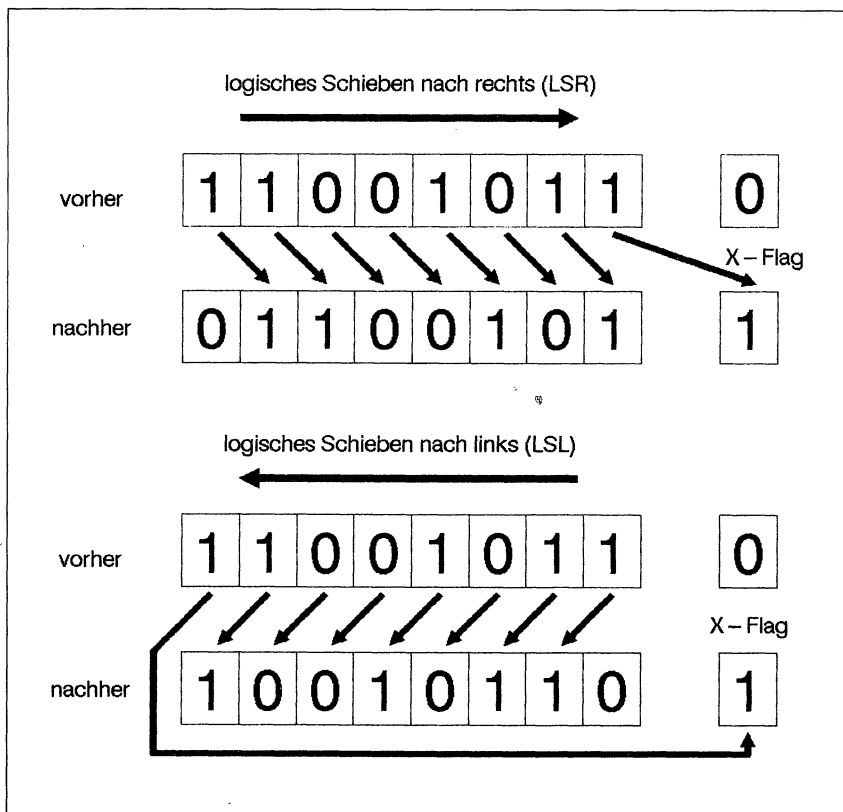 logisches Schieben nach rechts (LSR)
vorher 1 1 0 0 1 0 1 1 0
X – Flag
nachher 0 1 1 0 0 1 0 1 1
logisches Schieben nach links (LSL)
vorher 1 1 0 0 1 0 1 1 0
X – Flag
nachher 1 0 0 1 0 1 1 0 1